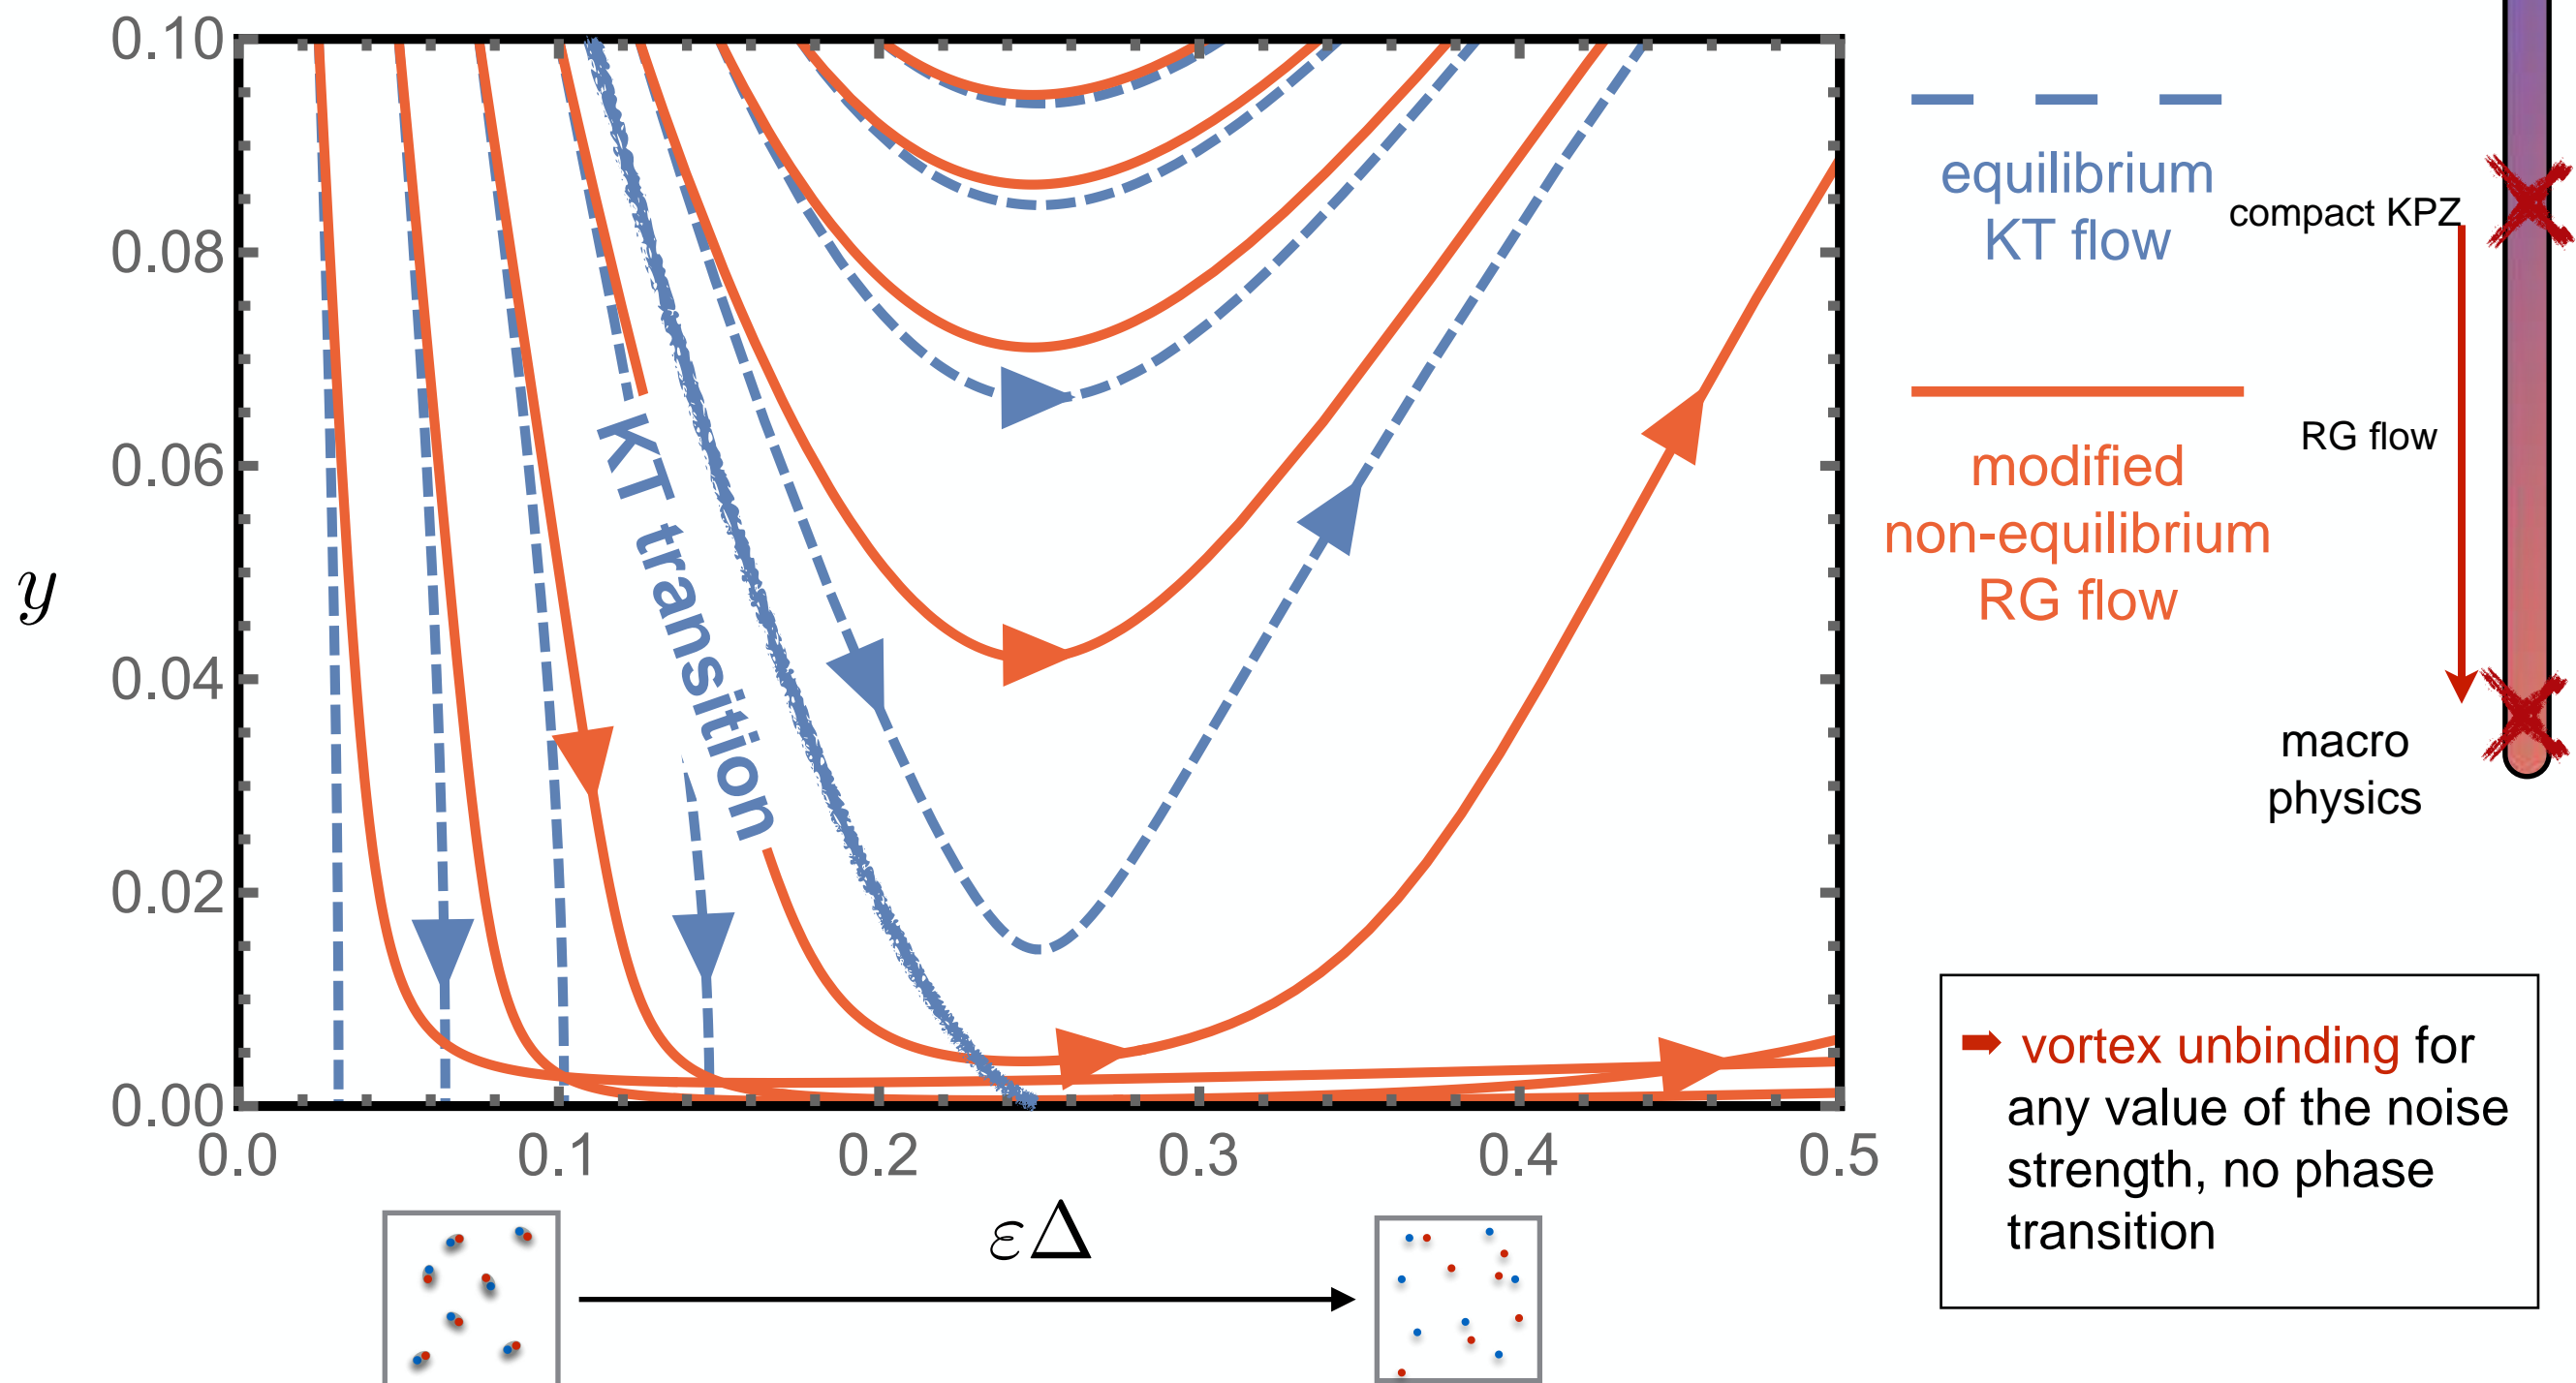 0.10
0.08
0.06
0.04
0.02
0.00
y
0.0
0.1
0.2
0.3
0.4
0.5
εΔ
KT transition
equilibrium
KT flow
modified
non-equilibrium
RG flow
compact KPZ
RG flow
macro
physics
➡ vortex unbinding for
any value of the noise
strength, no phase
transition